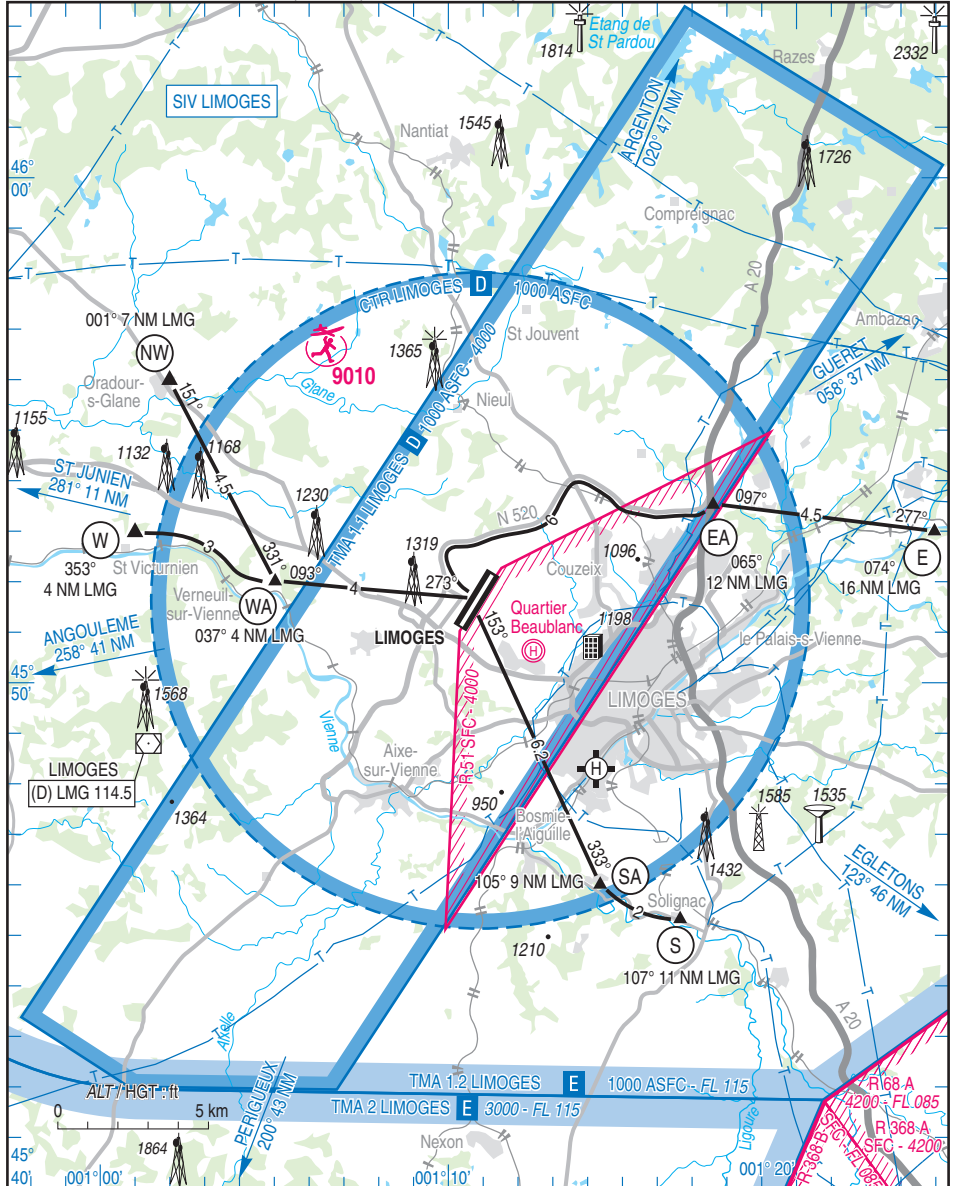 Etang de
St Pardou
1814
2332
Razes
SIV LIMOGES
ARGENTON
020° 47 NM
Nantiat
1545
1726
46°
00'
Compreignac
A 20
CTR LIMOGES D 1000 ASFC
001° 7 NM LMG
NW
9010
1365
St Jouvent
Ambazac
GUERET
058° 37 NM
Oradour-
s-Glane
151°
Glane
Nieul
TMA 1.1 LIMOGES D 1000 ASFC - 4000
1155
1132
1168
4.5
ST JUNIEN
281° 11 NM
1230
N 520
6
097°
4.5
277°
W
3
353°
4 NM LMG
St Victurnien
331°
093°
4
1319
273°
1096
Couzeix
EA
065°
12 NM LMG
E
074°
16 NM LMG
Verneuil-
sur-Vienne
WA
037° 4 NM LMG
LIMOGES
153°
Quartier
Beaublanc
H
1198
le Palais-s-Vienne
ANGOULEME
258° 41 NM
45°
50'
1568
R 51 SFC - 4000
LIMOGES
Vienne
6.2
LIMOGES
(D) LMG 114.5
Aixe-
sur-Vienne
H
1364
950
Bosmie-
l'Aiguille
1585
1535
1432
333°
105° 9 NM LMG
SA
EGLETONS
123° 46 NM
2
Solignac
1210
S
107° 11 NM LMG
A 20
Aixelle
ALT / HGT : ft
0
5 km
PERIGUEUX
200° 43 NM
TMA 1.2 LIMOGES E 1000 ASFC - FL 115
TMA 2 LIMOGES E 3000 - FL 115
Ligoure
R 68 A
4200 - FL 085
R 368 A
SFC - 4200
R 368 B
SFC - FL 085
1864
Nexon
45°
40'
001° 00'
001° 10'
001° 20'
T